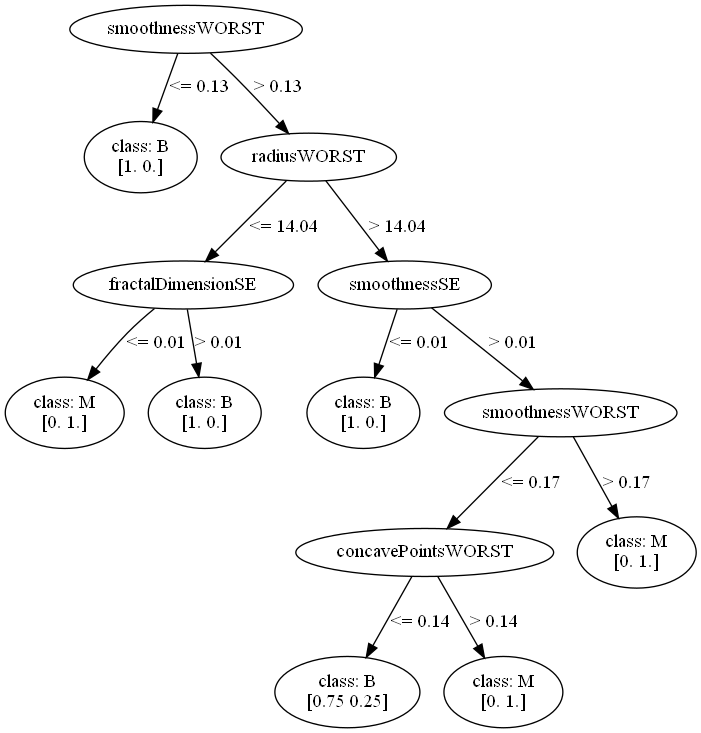 smoothnessWORST
<= 0.13
> 0.13
class: B
[1. 0.]
radiusWORST
<= 14.04
> 14.04
fractalDimensionSE
smoothnessSE
<= 0.01
> 0.01
<= 0.01
> 0.01
class: M
[0. 1.]
class: B
[1. 0.]
class: B
[1. 0.]
smoothnessWORST
<= 0.17
> 0.17
concavePointsWORST
class: M
[0. 1.]
<= 0.14
> 0.14
class: B
[0.75 0.25]
class: M
[0. 1.]